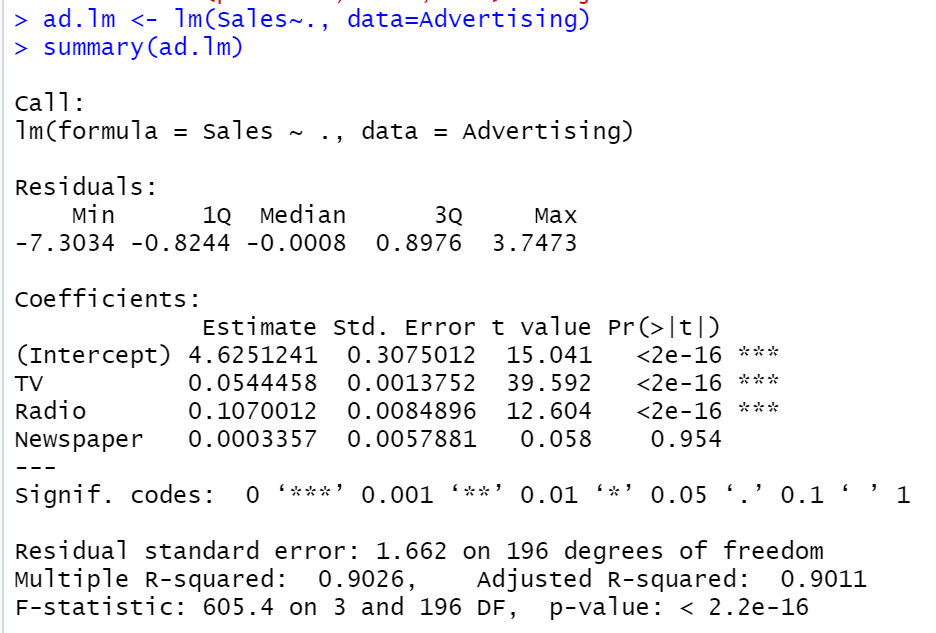 > ad.lm <- lm(Sales~., data=Advertising)
> summary(ad.lm)
Call:
lm(formula = Sales ~ ., data = Advertising)
Residuals:
    Min      1Q  Median      3Q     Max
-7.3034 -0.8244 -0.0008  0.8976  3.7473
Coefficients:
             Estimate Std. Error t value Pr(>|t|)
(Intercept) 4.6251241  0.3075012  15.041   <2e-16 ***
TV          0.0544458  0.0013752  39.592   <2e-16 ***
Radio       0.1070012  0.0084896  12.604   <2e-16 ***
Newspaper   0.0003357  0.0057881   0.058    0.954
---
Signif. codes:  0 ‘***’ 0.001 ‘**’ 0.01 ‘*’ 0.05 ‘.’ 0.1 ‘ ’ 1
Residual standard error: 1.662 on 196 degrees of freedom
Multiple R-squared:  0.9026,    Adjusted R-squared:  0.9011
F-statistic: 605.4 on 3 and 196 DF,  p-value: < 2.2e-16